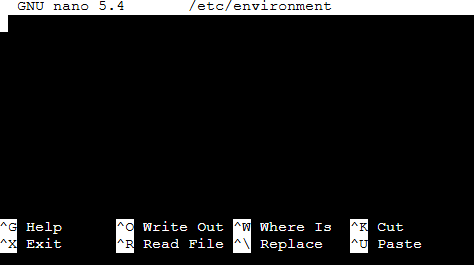 GNU nano 5.4 /etc/environment
^G Help ^O Write Out ^W Where Is ^K Cut
^X Exit ^R Read File ^\ Replace ^U Paste